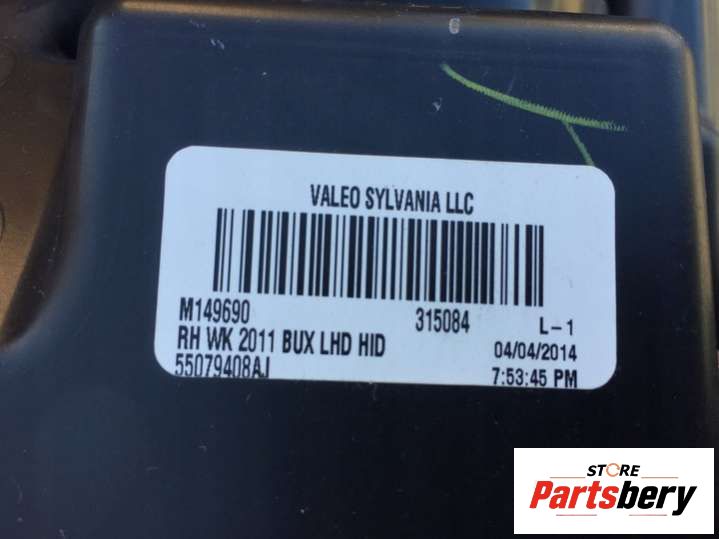 VALEO SYLVANIA LLC
M149690 315084 L-1
RH WK 2011 BUX LHD HID 04/04/2014
55079408AJ 7:53:45 PM
STORE
Partsbery